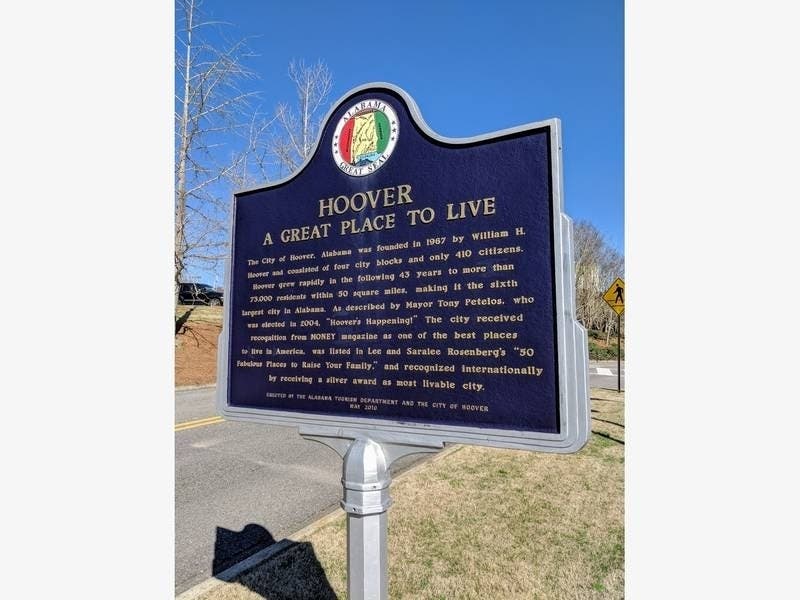 ALABAMA
GREAT SEAL
HOOVER
A GREAT PLACE TO LIVE
The City of Hoover, Alabama was founded in 1967 by William H.
Hoover and consisted of four city blocks and only 410 citizens.
Hoover grew rapidly in the following 43 years to more than
73,000 residents within 50 square miles, making it the sixth
largest city in Alabama. As described by Mayor Tony Petelos, who
was elected in 2004, "Hoover's Happening!" The city received
recognition from MONEY magazine as one of the best places
to live in America, was listed in Lee and Saralee Rosenberg's "50
Fabulous Places to Raise Your Family," and recognized internationally
by receiving a silver award as most livable city.
ERECTED BY THE ALABAMA TOURISM DEPARTMENT AND THE CITY OF HOOVER
MAY 2010